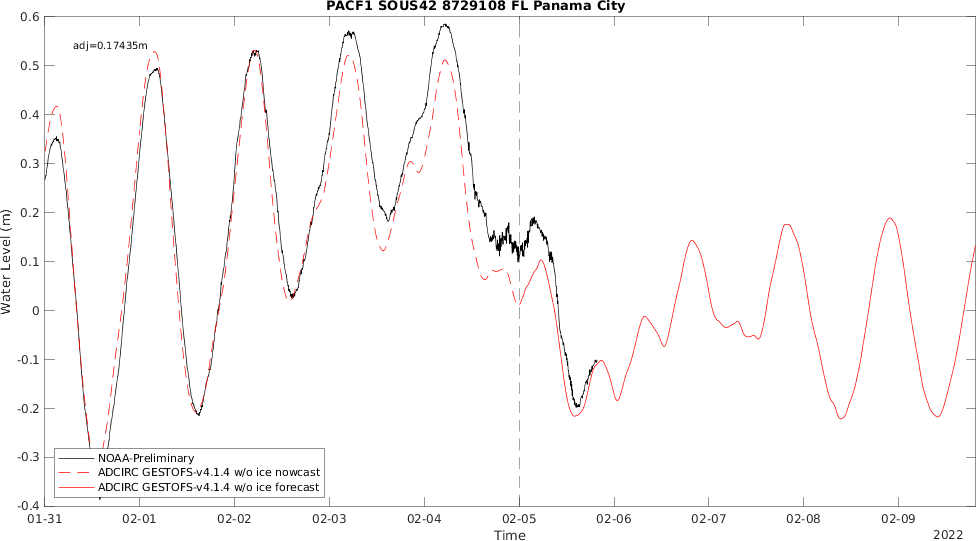 PACF1 SOUS42 8729108 FL Panama City
adj=0.17435m
0.6
0.5
0.4
0.3
0.2
0.1
0
-0.1
-0.2
-0.3
-0.4
Water Level (m)
NOAA-Preliminary
ADCIRC GESTOFS-v4.1.4 w/o ice nowcast
ADCIRC GESTOFS-v4.1.4 w/o ice forecast
01-31 02-01 02-02 02-03 02-04 02-05 02-06 02-07 02-08 02-09
Time
2022